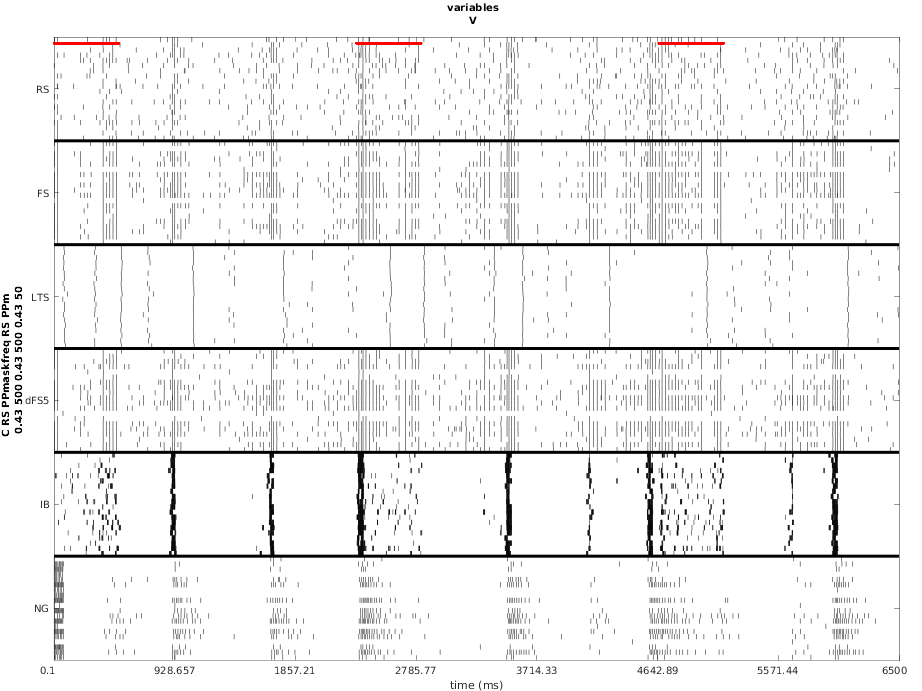 variables
V
RS
FS
LTS
dFS5
IB
NG
C RS PPmaskfreq RS PPm
0.43 500 0.43 500 0.43 50
0.1 928.657 1857.21 2785.77 3714.33 4642.89 5571.44 6500
time (ms)